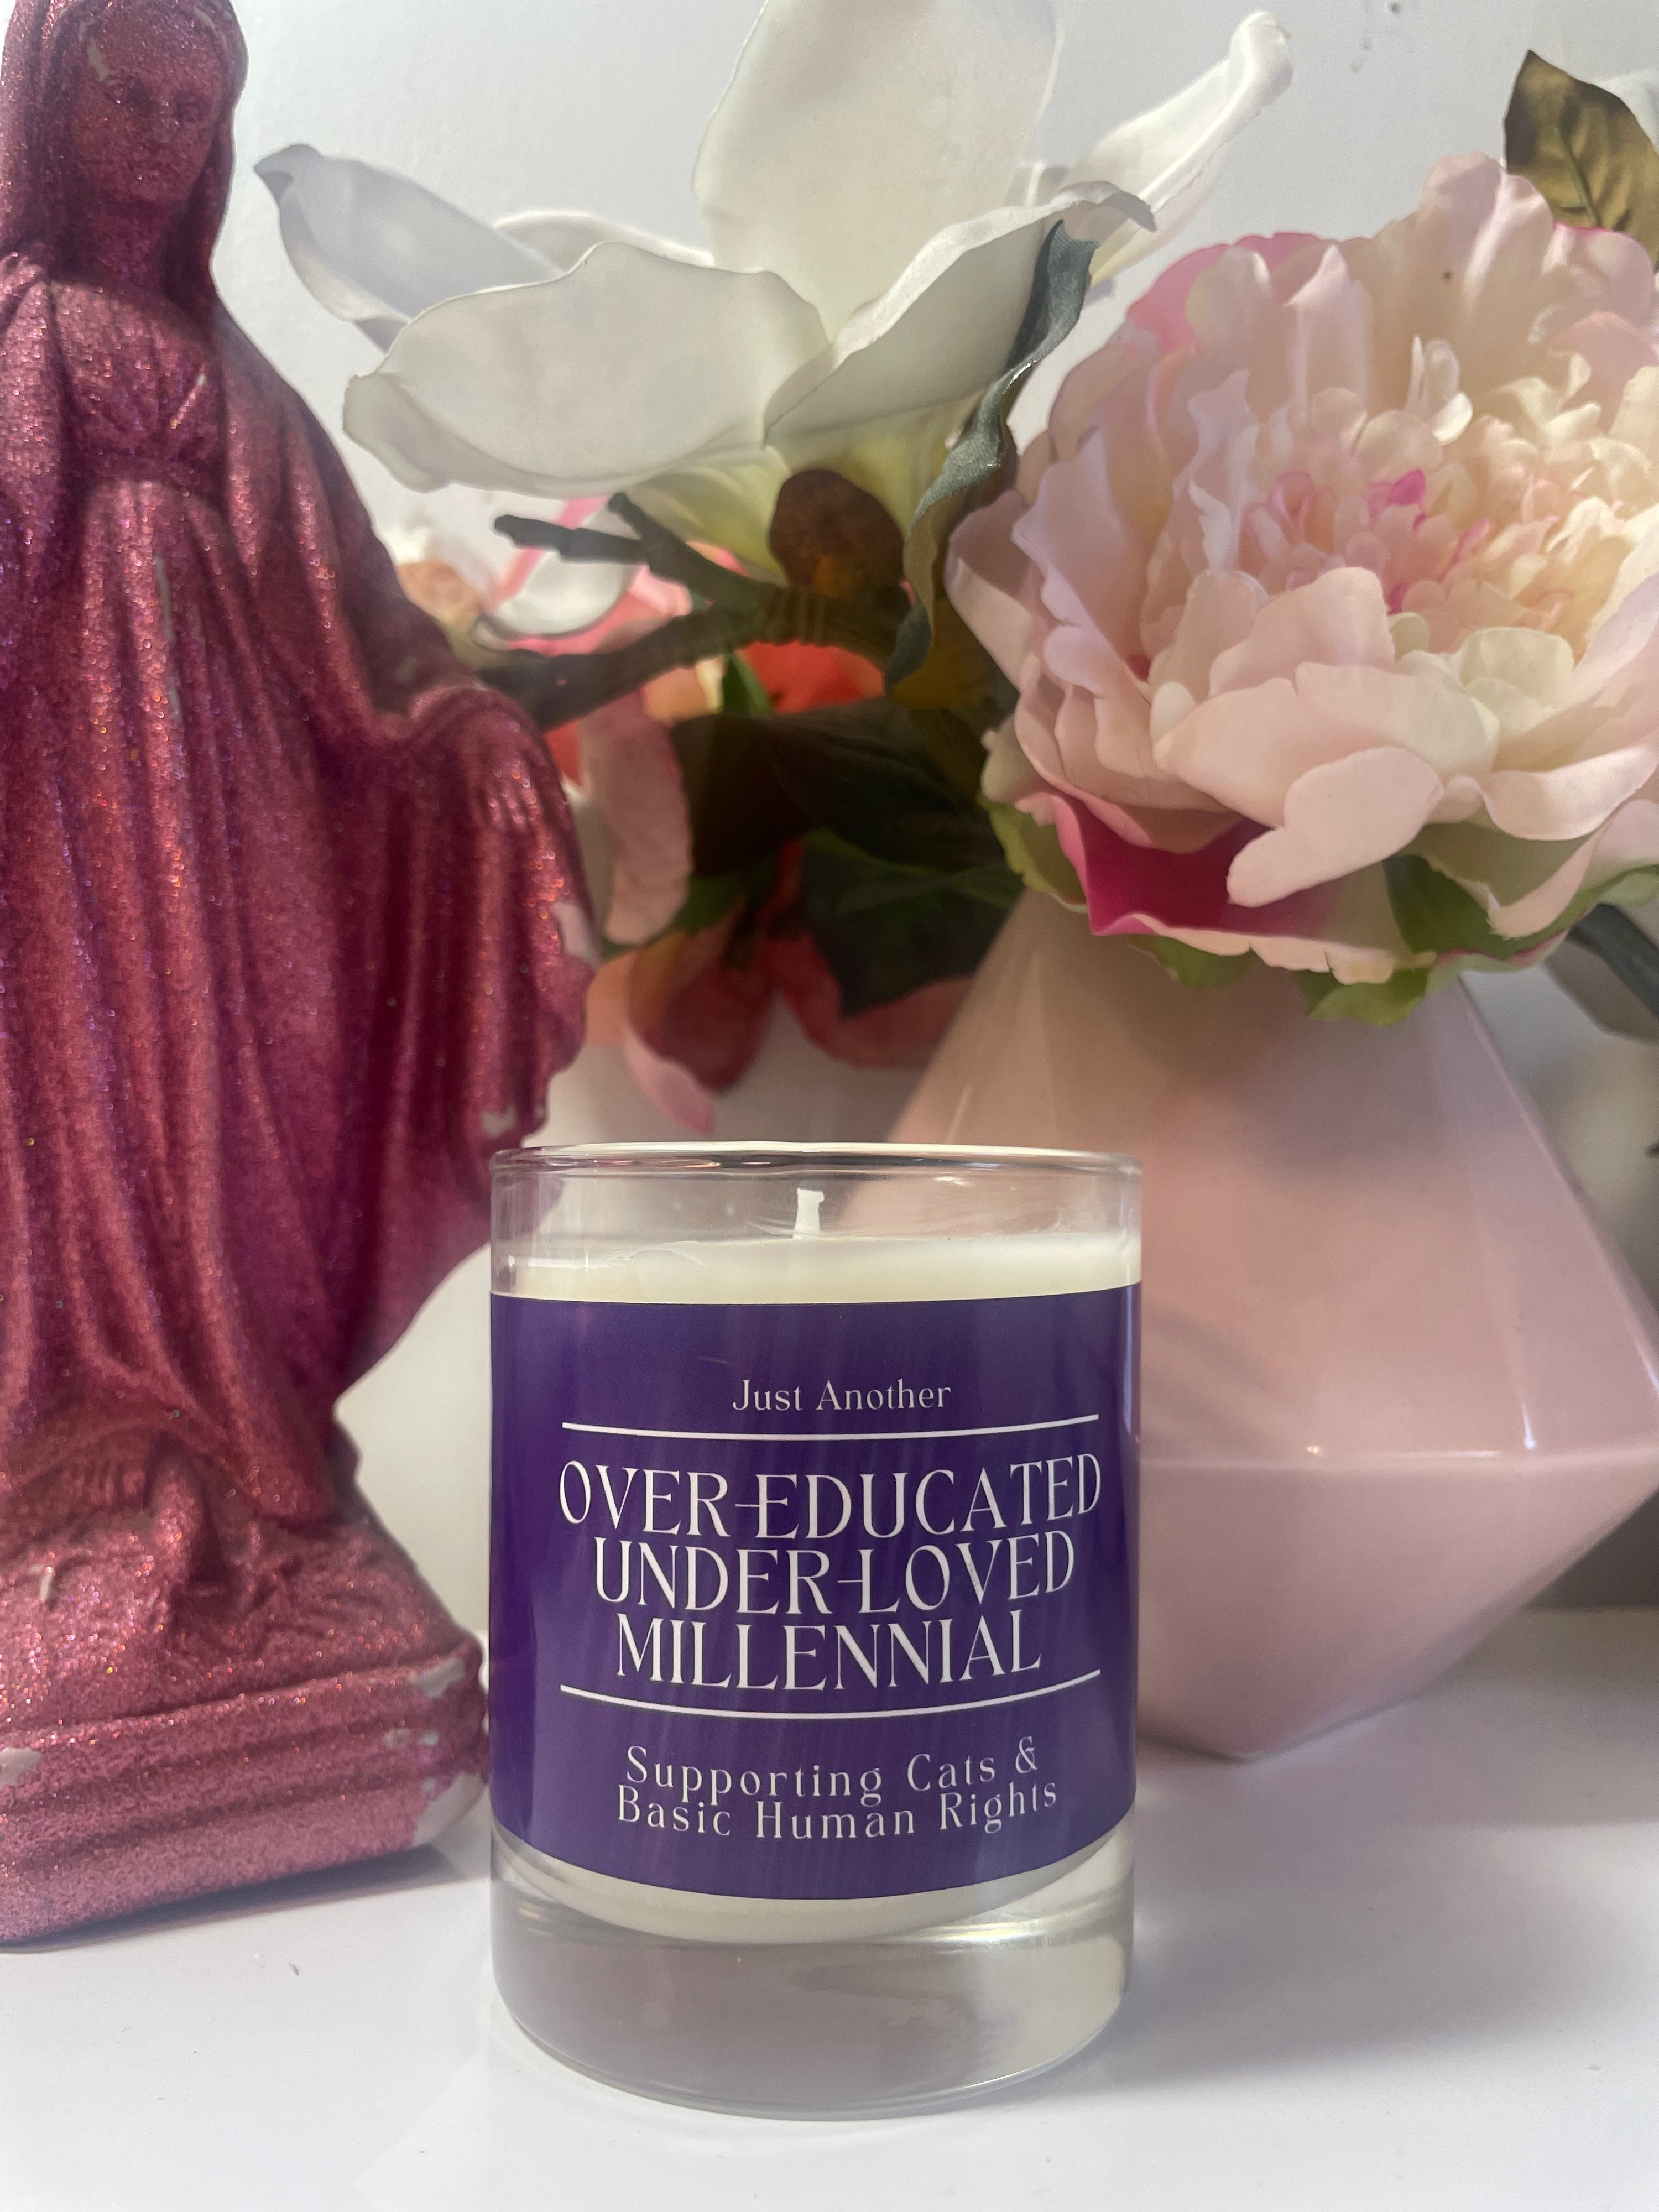 Just Another
OVER-EDUCATED
UNDER-LOVED
MILLENNIAL
Supporting Cats &
Basic Human Rights